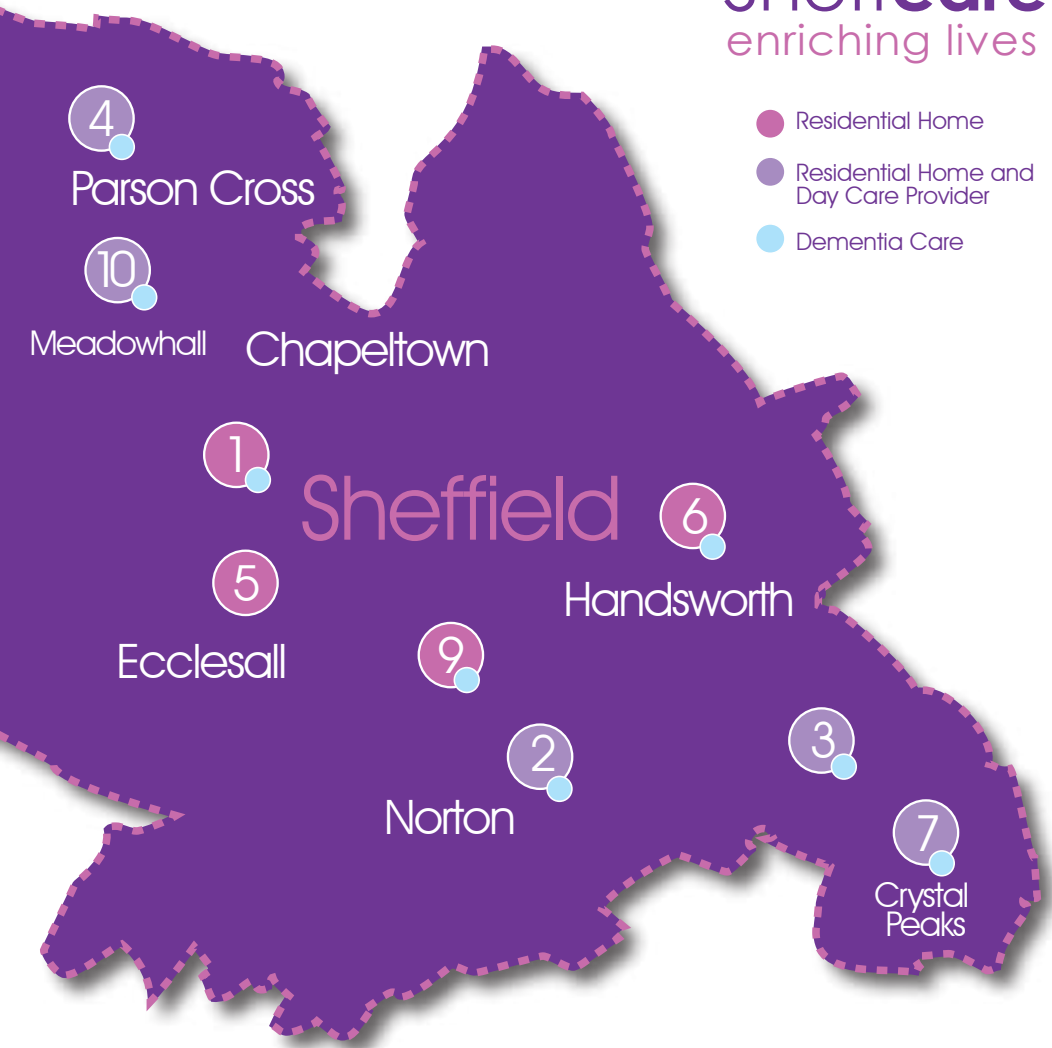 Sheffcare
enriching lives
Residential Home
Residential Home and
Day Care Provider
Dementia Care
4
Parson Cross
10
Meadowhall
Chapeltown
1
Sheffield
6
5
Handsworth
Ecclesall
9
2
3
Norton
7
Crystal
Peaks